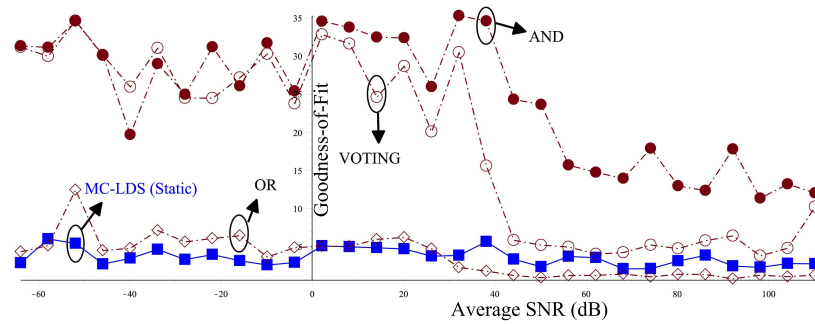 35
30
AND
25
Goodness-of-Fit
20
15
VOTING
MC-LDS (Static)
OR
10
5
−60 −40 −20 0 20 40 60 80 100
Average SNR (dB)